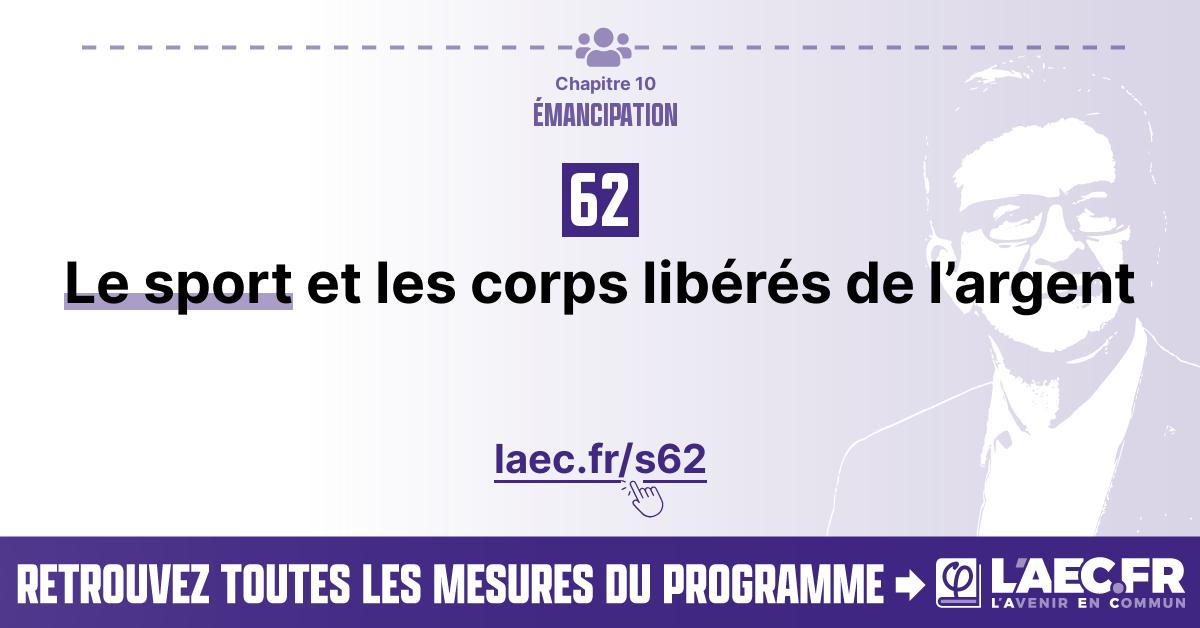 Chapitre 10
ÉMANCIPATION
62
Le sport et les corps libérés de l’argent
laec.fr/s62
RETROUVEZ TOUTES LES MESURES DU PROGRAMME
φ
L'AEC.FR
L'AVENIR EN COMMUN